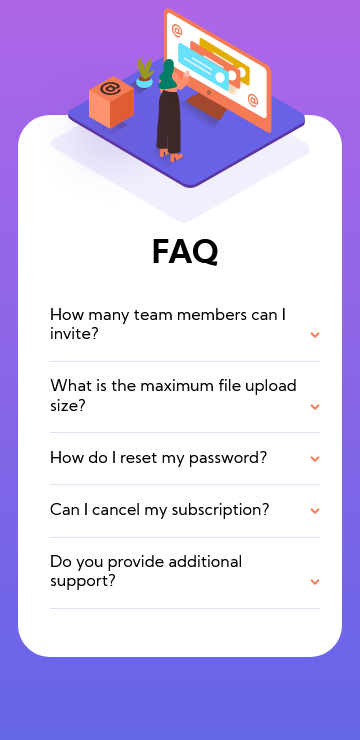 FAQ
How many team members can I
invite?
What is the maximum file upload
size?
How do I reset my password?
Can I cancel my subscription?
Do you provide additional
support?